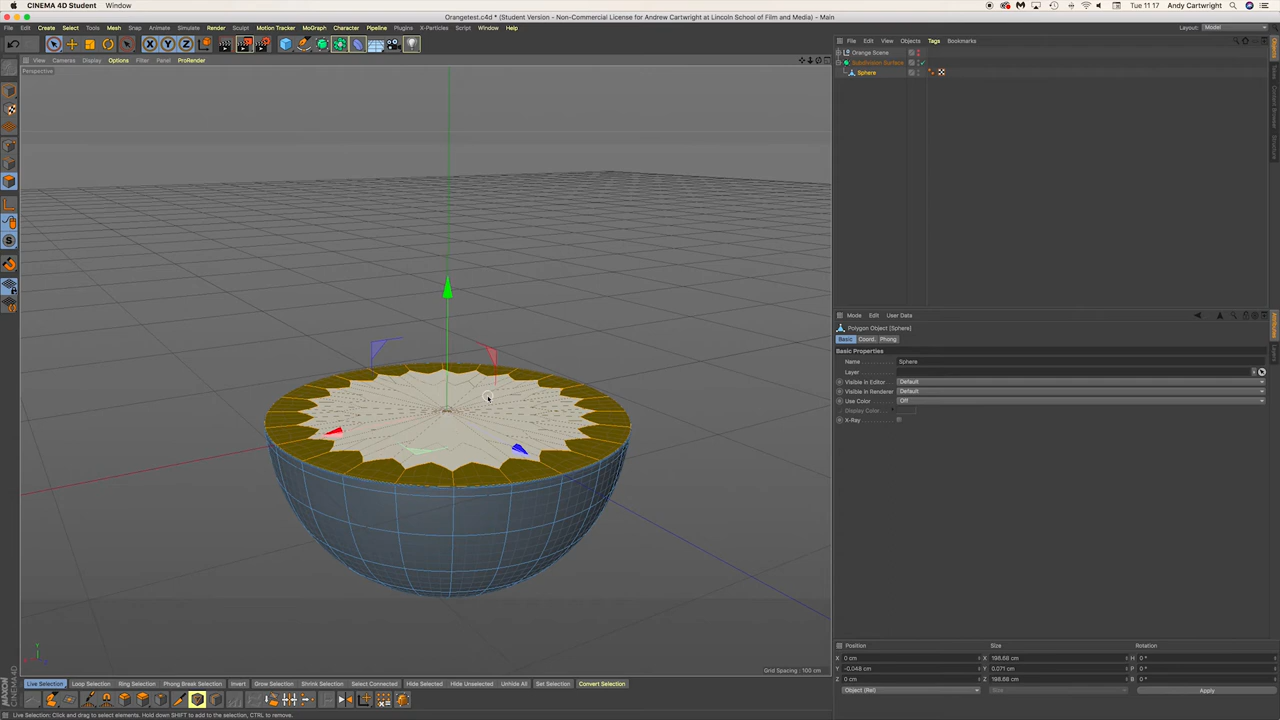 CINEMA 4D Student Window
Tue 11 17 Andy Cartwright
Orangetest.c4d * (Student Version - Non-Commercial License for Andrew Cartwright at Lincoln School of Film and Media) - Main
File Edit Create Select Tools Mesh Snap Animate Simulate Render Sculpt Motion Tracker MoGraph Character Pipeline Plugins X-Particles Script Window Help
Layout: Model
View Cameras Display Options Filter Panel ProRender
File Edit View Objects Tags Bookmarks
Perspective
Orange Scene
Subdivision Surface
Sphere
Mode Edit User Data
Polygon Object [Sphere]
Basic Coord. Phong
Basic Properties
Name Sphere
Layer
Visible in Editor Default
Visible in Renderer Default
Use Color Off
Display Color
X-Ray
Position Size Rotation
X 0 cm X 198.68 cm H 0 °
Y -0.048 cm Y 0.071 cm P 0 °
Z 0 cm Z 198.68 cm B 0 °
Object (Rel) Size Apply
Grid Spacing : 100 cm
Live Selection Loop Selection Ring Selection Phong Break Selection Invert Grow Selection Shrink Selection Select Connected Hide Selected Hide Unselected Unhide All Set Selection Convert Selection
MAXON CINEMA4D
Live Selection: Click and drag to select elements. Hold down SHIFT to add to the selection, CTRL to remove.